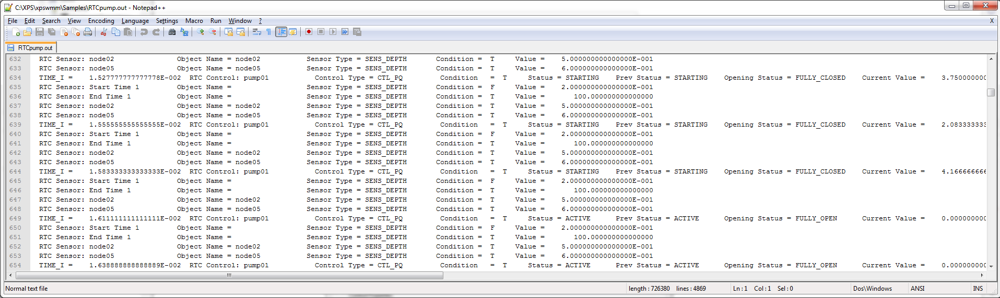 C:\XPS\xpswmm\Samples\RTCpump.out - Notepad++
File Edit Search View Encoding Language Settings Macro Run Window ? X
RTCpump.out
632 RTC Sensor: node02 Object Name = node02 Sensor Type = SENS_DEPTH Condition = T Value = 5.000000000000000E-001
633 RTC Sensor: node05 Object Name = node05 Sensor Type = SENS_DEPTH Condition = T Value = 6.000000000000000E-001
634 TIME_I = 1.527777777777778E-002 RTC Control: pump01 Control Type = CTL_PQ Condition = T Status = STARTING Prev Status = STARTING Opening Status = FULLY_CLOSED Current Value = 3.750000000
635 RTC Sensor: Start Time 1 Object Name = Sensor Type = SENS_DEPTH Condition = F Value = 2.000000000000000E-001
636 RTC Sensor: End Time 1 Object Name = Sensor Type = SENS_DEPTH Condition = T Value = 100.000000000000000
637 RTC Sensor: node02 Object Name = node02 Sensor Type = SENS_DEPTH Condition = T Value = 5.000000000000000E-001
638 RTC Sensor: node05 Object Name = node05 Sensor Type = SENS_DEPTH Condition = T Value = 6.000000000000000E-001
639 TIME_I = 1.555555555555555E-002 RTC Control: pump01 Control Type = CTL_PQ Condition = T Status = STARTING Prev Status = STARTING Opening Status = FULLY_CLOSED Current Value = 2.083333333
640 RTC Sensor: Start Time 1 Object Name = Sensor Type = SENS_DEPTH Condition = F Value = 2.000000000000000E-001
641 RTC Sensor: End Time 1 Object Name = Sensor Type = SENS_DEPTH Condition = T Value = 100.000000000000000
642 RTC Sensor: node02 Object Name = node02 Sensor Type = SENS_DEPTH Condition = T Value = 5.000000000000000E-001
643 RTC Sensor: node05 Object Name = node05 Sensor Type = SENS_DEPTH Condition = T Value = 6.000000000000000E-001
644 TIME_I = 1.583333333333333E-002 RTC Control: pump01 Control Type = CTL_PQ Condition = T Status = STARTING Prev Status = STARTING Opening Status = FULLY_CLOSED Current Value = 4.166666666
645 RTC Sensor: Start Time 1 Object Name = Sensor Type = SENS_DEPTH Condition = F Value = 2.000000000000000E-001
646 RTC Sensor: End Time 1 Object Name = Sensor Type = SENS_DEPTH Condition = T Value = 100.000000000000000
647 RTC Sensor: node02 Object Name = node02 Sensor Type = SENS_DEPTH Condition = T Value = 5.000000000000000E-001
648 RTC Sensor: node05 Object Name = node05 Sensor Type = SENS_DEPTH Condition = T Value = 6.000000000000000E-001
649 TIME_I = 1.611111111111111E-002 RTC Control: pump01 Control Type = CTL_PQ Condition = T Status = ACTIVE Prev Status = ACTIVE Opening Status = FULLY_OPEN Current Value = 0.000000000
650 RTC Sensor: Start Time 1 Object Name = Sensor Type = SENS_DEPTH Condition = F Value = 2.000000000000000E-001
651 RTC Sensor: End Time 1 Object Name = Sensor Type = SENS_DEPTH Condition = T Value = 100.000000000000000
652 RTC Sensor: node02 Object Name = node02 Sensor Type = SENS_DEPTH Condition = T Value = 5.000000000000000E-001
653 RTC Sensor: node05 Object Name = node05 Sensor Type = SENS_DEPTH Condition = T Value = 6.000000000000000E-001
654 TIME_I = 1.638888888888889E-002 RTC Control: pump01 Control Type = CTL_PQ Condition = T Status = ACTIVE Prev Status = ACTIVE Opening Status = FULLY_OPEN Current Value = 0.000000000
Normal text file length : 726380 lines : 4869 Ln : 1 Col : 1 Sel : 0 Dos\Windows ANSI INS